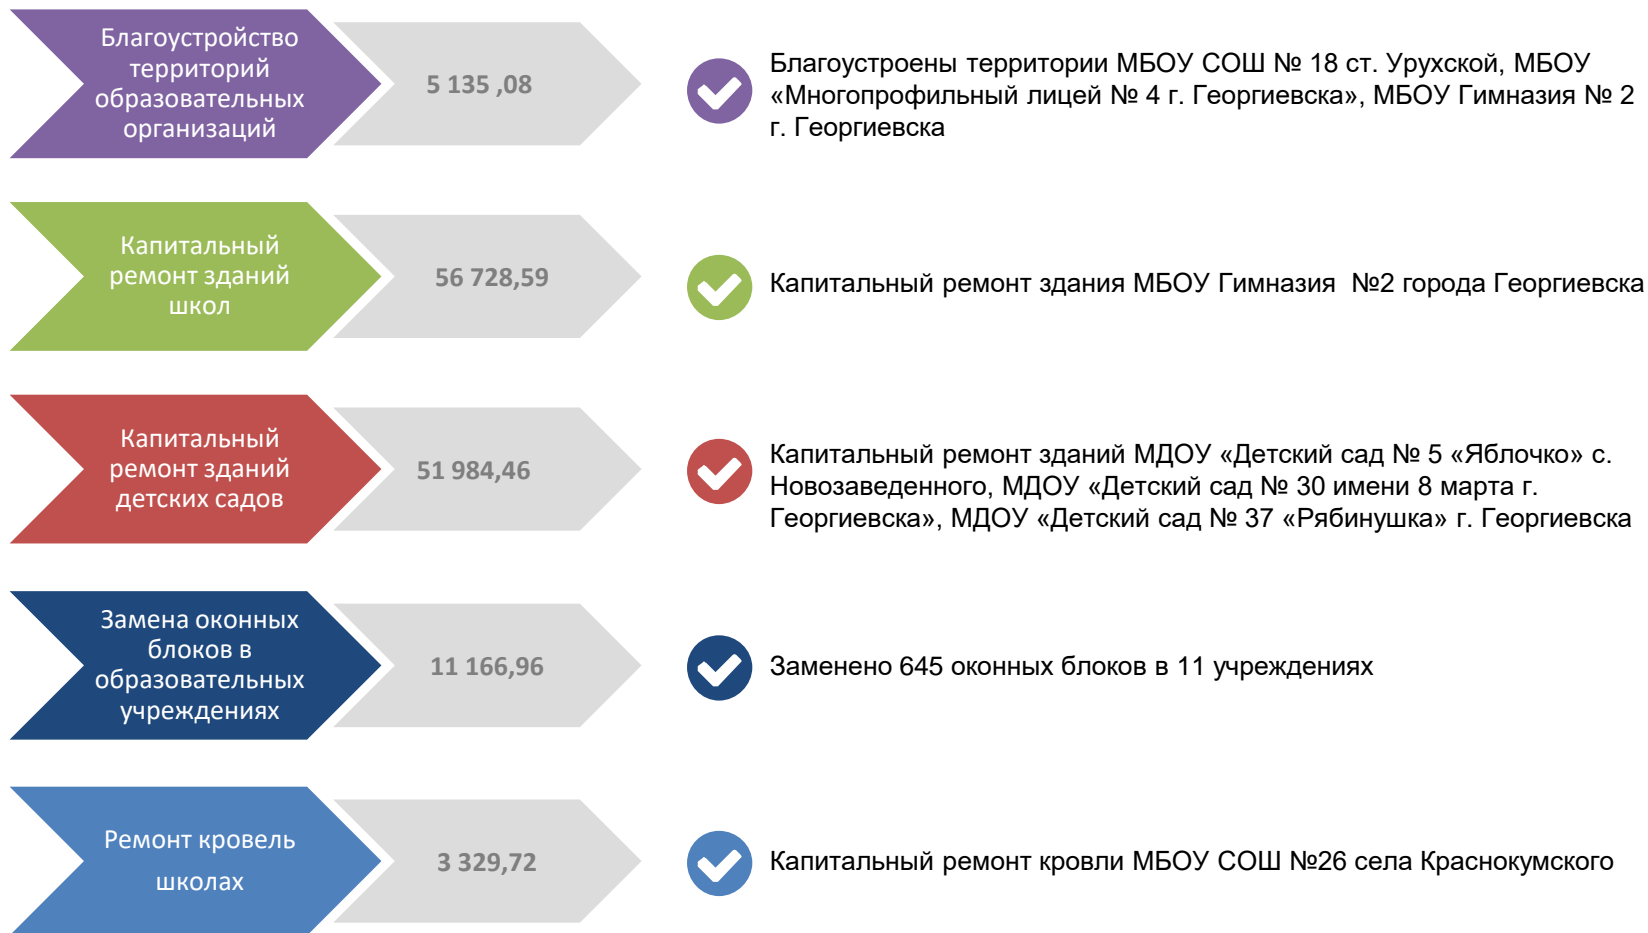 Благоустройство
территорий
образовательных
организаций
5 135 ,08
Благоустроены территории МБОУ СОШ № 18 ст. Урухской, МБОУ
«Многопрофильный лицей № 4 г. Георгиевска», МБОУ Гимназия № 2
г. Георгиевска
Капитальный
ремонт зданий
школ
56 728,59
Капитальный ремонт здания МБОУ Гимназия №2 города Георгиевска
Капитальный
ремонт зданий
детских садов
51 984,46
Капитальный ремонт зданий МДОУ «Детский сад № 5 «Яблочко» с.
Новозаведенного, МДОУ «Детский сад № 30 имени 8 марта г.
Георгиевска», МДОУ «Детский сад № 37 «Рябинушка» г. Георгиевска
Замена оконных
блоков в
образовательных
учреждениях
11 166,96
Заменено 645 оконных блоков в 11 учреждениях
Ремонт кровель
школах
3 329,72
Капитальный ремонт кровли МБОУ СОШ №26 села Краснокумского